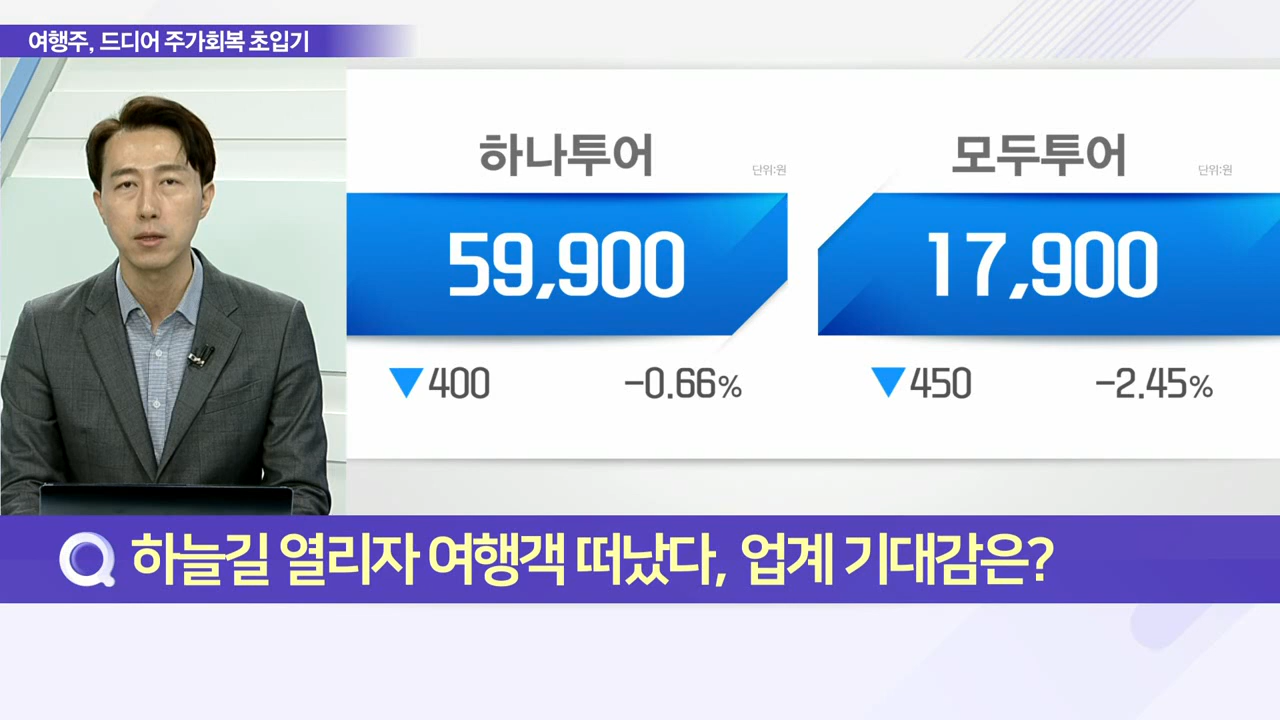 여행주, 드디어 주가회복 초입기
하나투어
단위:원
59,900
▼400 -0.66%
모두투어
단위:원
17,900
▼450 -2.45%
Q 하늘길 열리자 여행객 떠났다, 업계 기대감은?